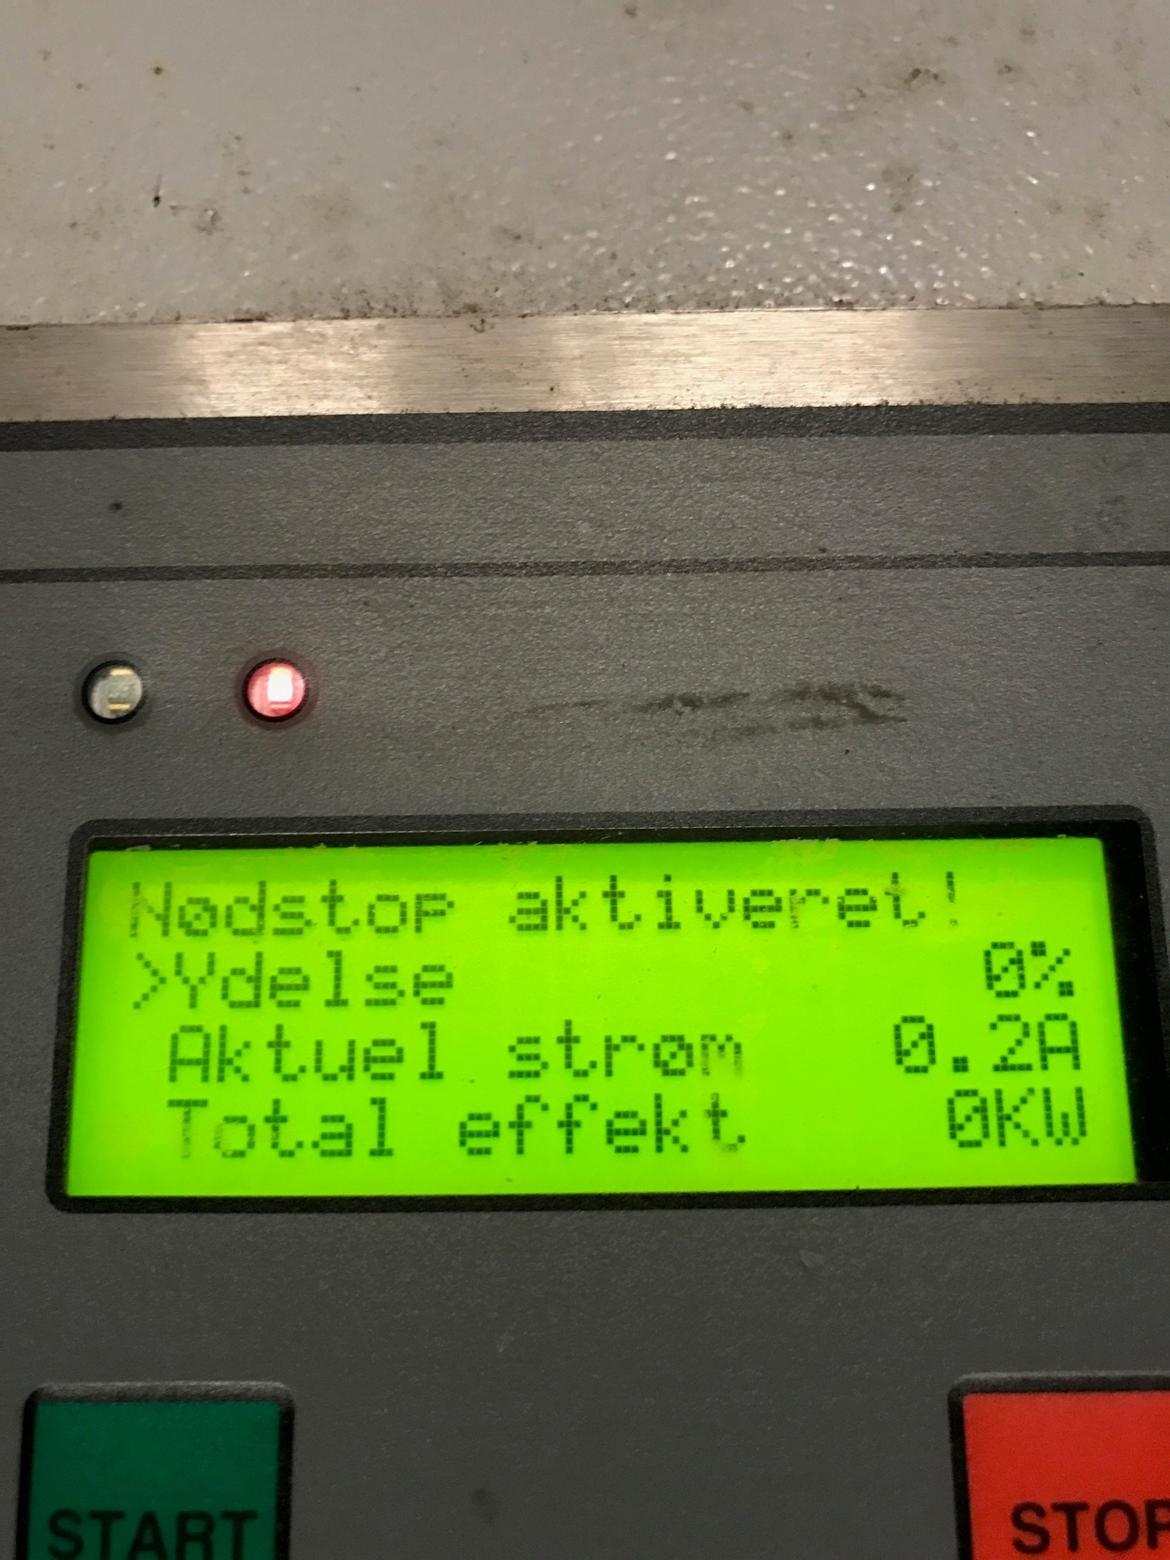 Nødstop aktiveret!
>Ydelse 0%
Aktuel strøm 0.2A
Total effekt 0KW
START STOP